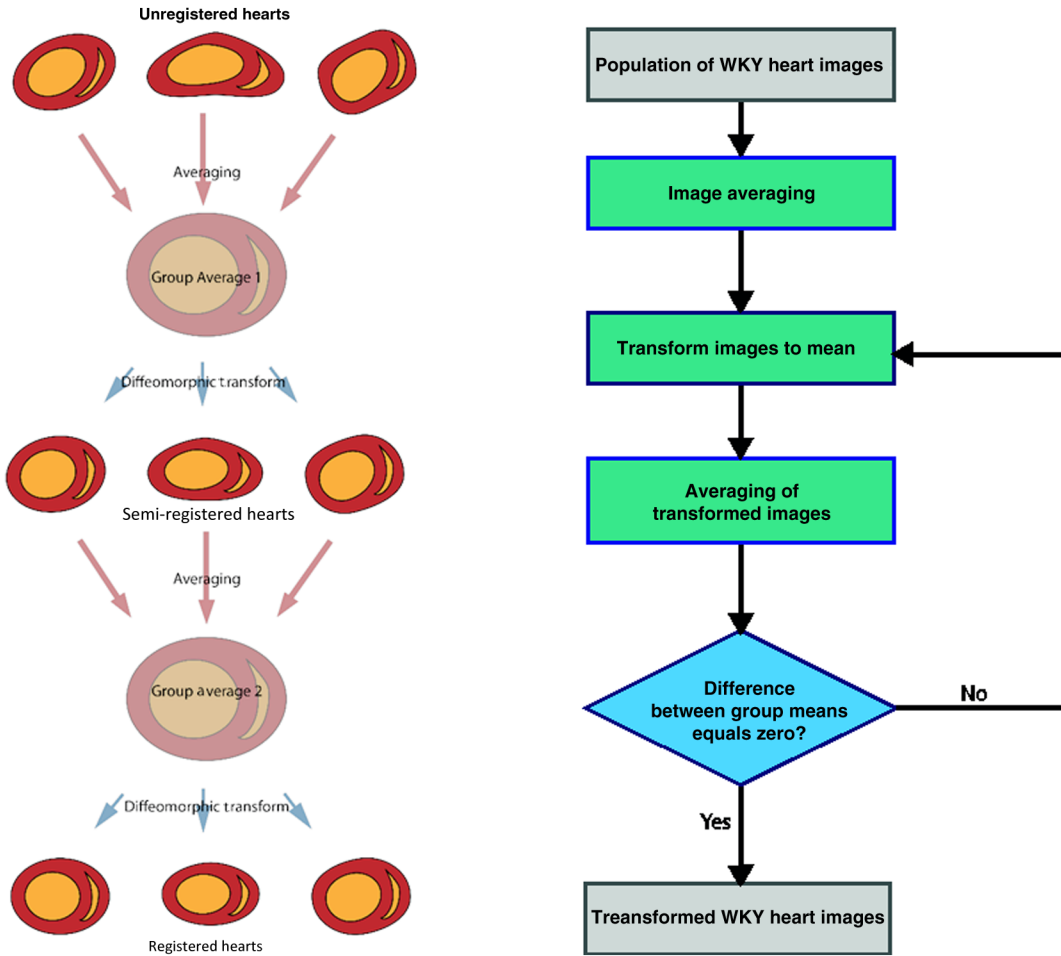 Unregistered hearts
Averaging
Group Average 1
Diffeomorphic transform
Semi-registered hearts
Averaging
Group average 2
Diffeomorphic transform
Registered hearts
Population of WKY heart images
Image averaging
Transform images to mean
Averaging of
transformed images
Difference
between group means
equals zero?
No
Yes
Treansformed WKY heart images